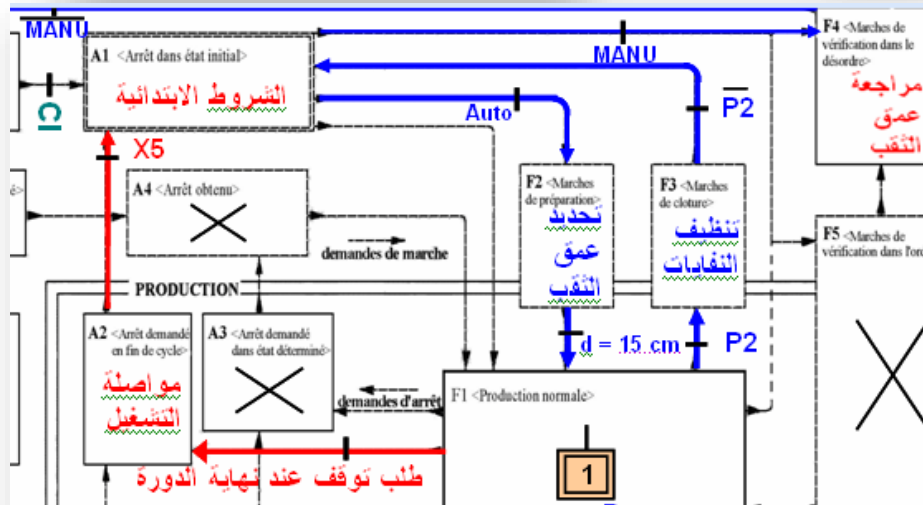 MANU
CI
A1 <Arrêt dans état initial>
الشروط الابتدائية
X5
MANU
Auto
P2
F4 <Marches de
vérification dans le
désordre>
مراجعة
عمق
الثقب
A4 <Arrêt obtenu>
demandes de marche
F2 <Marches
de préparation>
تحديد
عمق
الثقب
F3 <Marches
de cloture>
تنظيف
النفايات
F5 <Marches de
vérification dans l'ord
é>
PRODUCTION
A2 <Arrêt demandé
en fin de cycle>
مواصلة
التشغيل
A3 <Arrêt demandé
dans état déterminé>
d = 15 cm
P2
demandes d'arrêt
F1 <Production normale>
1
طلب توقف عند نهاية الدورة